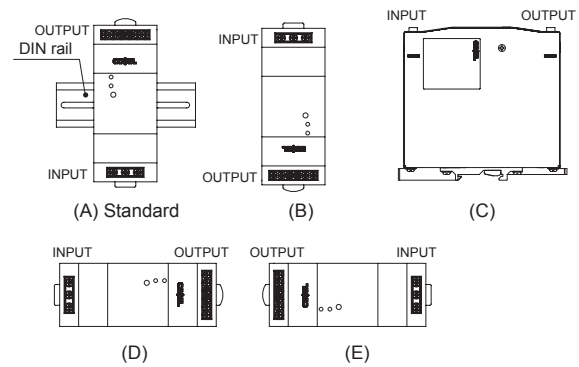 OUTPUT
DIN rail
INPUT
(A) Standard
INPUT
OUTPUT
(B)
INPUT OUTPUT
(C)
INPUT OUTPUT
(D)
OUTPUT INPUT
(E)